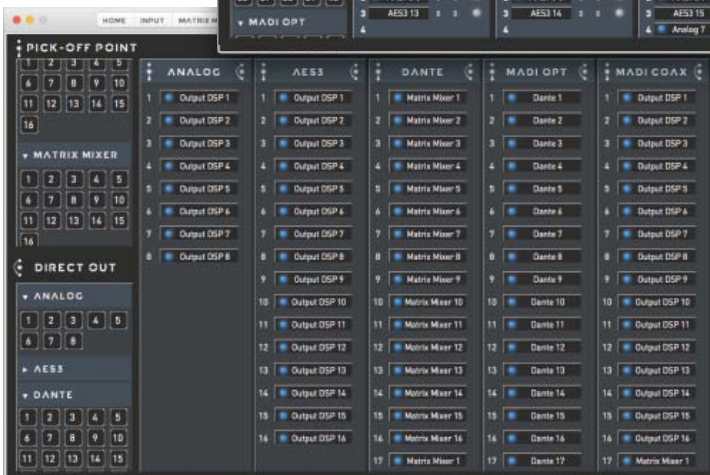 3 AES3 13 3 AES3 14 3 AES3 15
▾ MADI OPT 4 4 4 Analog 7
HOME INPUT MATRIX M
PICK-OFF POINT
1 2 3 4 5
6 7 8 9 10
11 12 13 14 15
16
▾ MATRIX MIXER
1 2 3 4 5
6 7 8 9 10
11 12 13 14 15
16
DIRECT OUT
▾ ANALOG
1 2 3 4 5
6 7 8
▸ AES3
▾ DANTE
1 2 3 4 5
6 7 8 9 10
11 12 13 14 15
ANALOG
1 Output DSP 1
2 Output DSP 2
3 Output DSP 3
4 Output DSP 4
5 Output DSP 5
6 Output DSP 6
7 Output DSP 7
8 Output DSP 8
AES3
1 Output DSP 1
2 Output DSP 2
3 Output DSP 3
4 Output DSP 4
5 Output DSP 5
6 Output DSP 6
7 Output DSP 7
8 Output DSP 8
9 Output DSP 9
10 Output DSP 10
11 Output DSP 11
12 Output DSP 12
13 Output DSP 13
14 Output DSP 14
15 Output DSP 15
16 Output DSP 16
DANTE
1 Matrix Mixer 1
2 Matrix Mixer 2
3 Matrix Mixer 3
4 Matrix Mixer 4
5 Matrix Mixer 5
6 Matrix Mixer 6
7 Matrix Mixer 7
8 Matrix Mixer 8
9 Matrix Mixer 9
10 Matrix Mixer 10
11 Matrix Mixer 11
12 Matrix Mixer 12
13 Matrix Mixer 13
14 Matrix Mixer 14
15 Matrix Mixer 15
16 Matrix Mixer 16
17 Matrix Mixer 1
MADI OPT
1 Dante 1
2 Dante 2
3 Dante 3
4 Dante 4
5 Dante 5
6 Dante 6
7 Dante 7
8 Dante 8
9 Dante 9
10 Dante 10
11 Dante 11
12 Dante 12
13 Dante 13
14 Dante 14
15 Dante 15
16 Dante 16
17 Dante 17
MADI COAX
1 Output DSP 1
2 Output DSP 2
3 Output DSP 3
4 Output DSP 4
5 Output DSP 5
6 Output DSP 6
7 Output DSP 7
8 Output DSP 8
9 Output DSP 9
10 Output DSP 10
11 Output DSP 11
12 Output DSP 12
13 Output DSP 13
14 Output DSP 14
15 Output DSP 15
16 Output DSP 16
17 Matrix Mixer 1